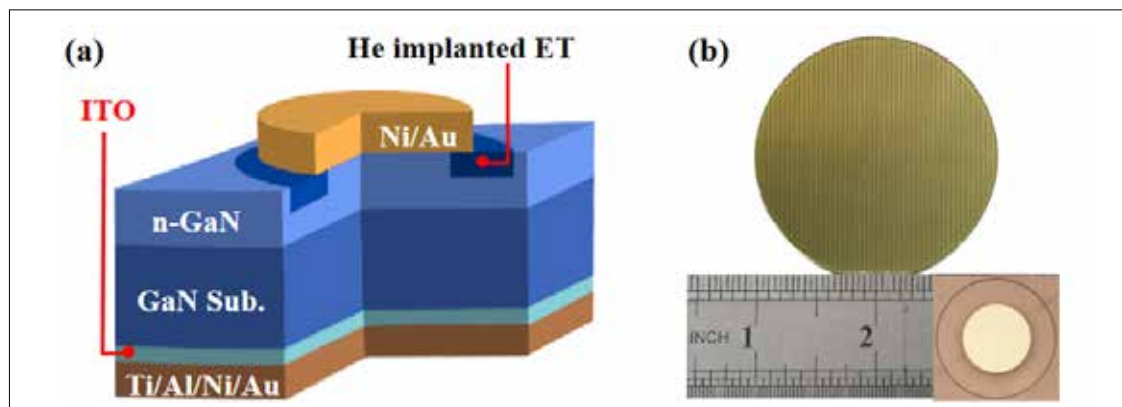 (a)
He implanted ET
(b)
ITO
Ni/Au
n-GaN
GaN Sub.
Ti/Al/Ni/Au
INCH 1 2